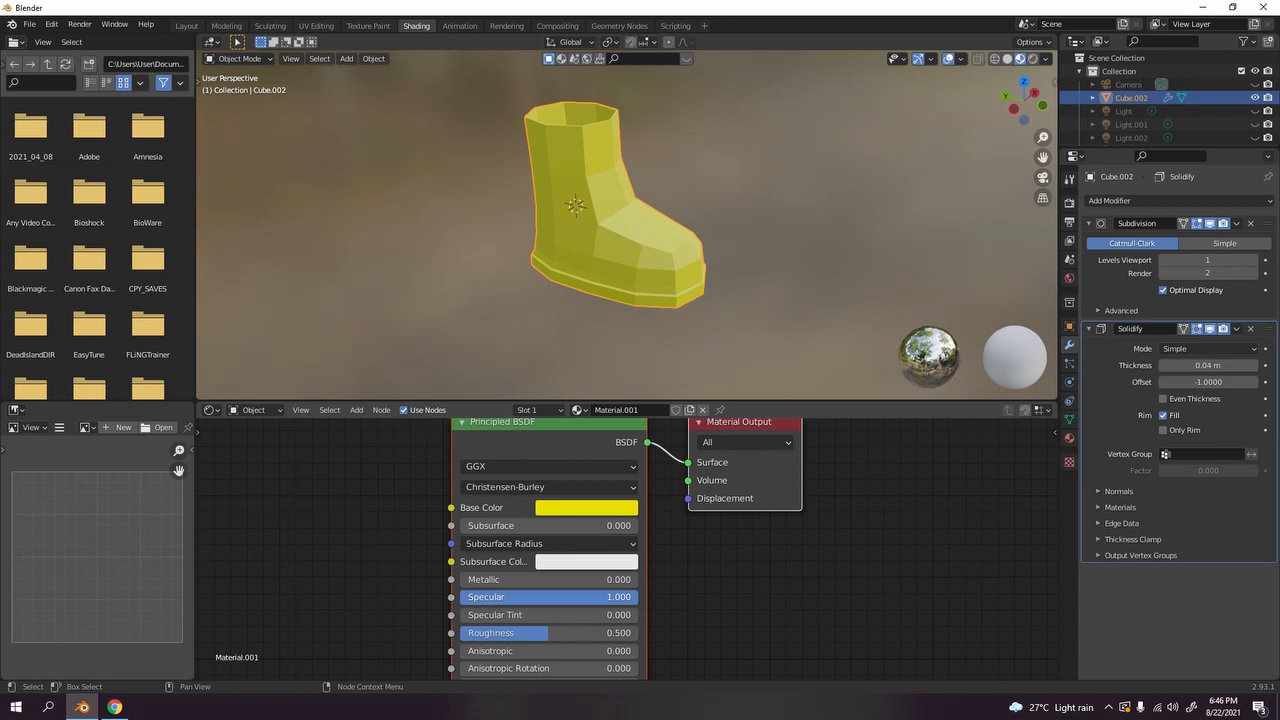 Blender
File Edit Render Window Help Layout Modeling Sculpting UV Editing Texture Paint Shading Animation Rendering Compositing Geometry Nodes Scripting Scene View Layer
View Select Global Options
C:\Users\User\Docum... Object Mode View Select Add Object
User Perspective
(1) Collection | Cube.002
Scene Collection
Collection
Camera
Cube.002
Light
Light.001
Light.002
2021_04_08 Adobe Amnesia
Any Video Co... Bioshock BioWare
Blackmagic ... Canon Fax Da... CPY_SAVES
DeadIslandDIR EasyTune FLiNGTrainer
Z
Y
X
Cube.002 Solidify
Add Modifier
Subdivision
Catmull-Clark Simple
Levels Viewport 1
Render 2
Optimal Display
Advanced
Solidify
Mode Simple
Thickness 0.04 m
Offset -1.0000
Even Thickness
Rim Fill
Only Rim
Vertex Group
Factor 0.000
Normals
Materials
Edge Data
Thickness Clamp
Output Vertex Groups
View New Open
Object View Select Add Node Use Nodes Slot 1 Material.001
Principled BSDF
BSDF
GGX
Christensen-Burley
Base Color
Subsurface 0.000
Subsurface Radius
Subsurface Col...
Metallic 0.000
Specular 1.000
Specular Tint 0.000
Roughness 0.500
Anisotropic 0.000
Anisotropic Rotation 0.000
Material Output
All
Surface
Volume
Displacement
Material.001
Select Box Select Pan View Node Context Menu 2.93.1
27°C Light rain 6:46 PM
8/22/2021
3